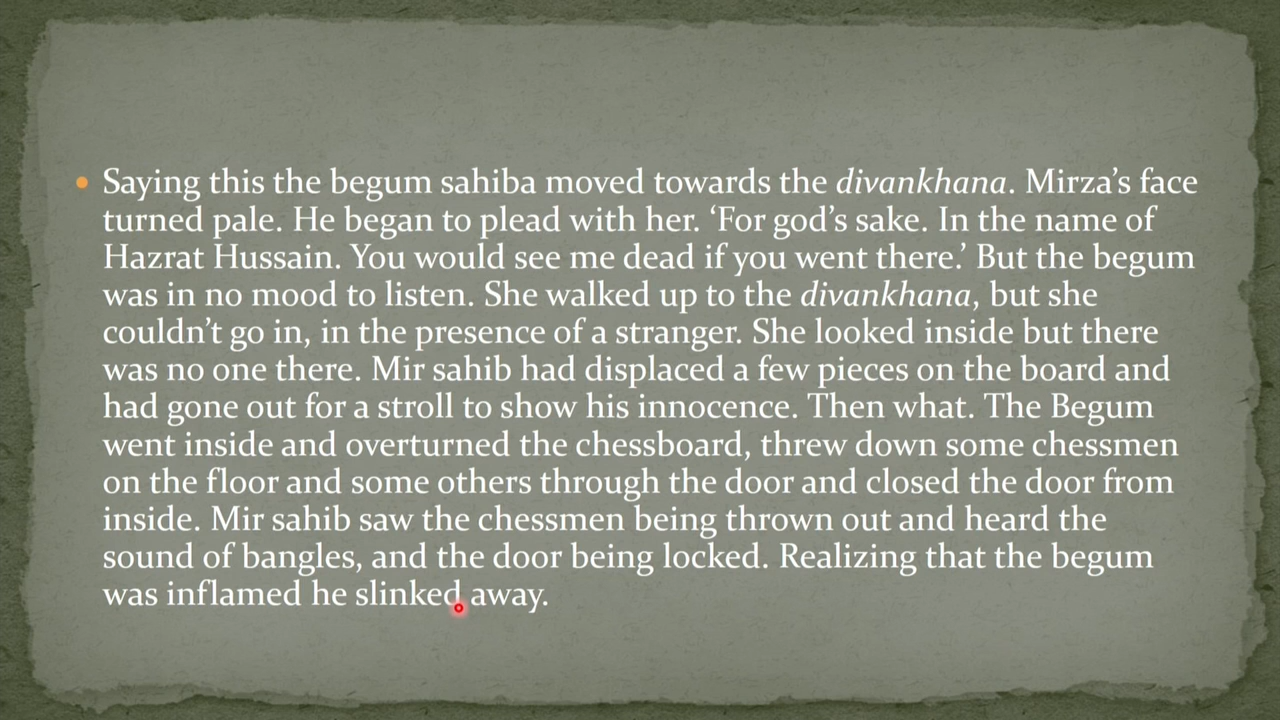 • Saying this the begum sahiba moved towards the divankhana. Mirza’s face
turned pale. He began to plead with her. ‘For god’s sake. In the name of
Hazrat Hussain. You would see me dead if you went there.’ But the begum
was in no mood to listen. She walked up to the divankhana, but she
couldn’t go in, in the presence of a stranger. She looked inside but there
was no one there. Mir sahib had displaced a few pieces on the board and
had gone out for a stroll to show his innocence. Then what. The Begum
went inside and overturned the chessboard, threw down some chessmen
on the floor and some others through the door and closed the door from
inside. Mir sahib saw the chessmen being thrown out and heard the
sound of bangles, and the door being locked. Realizing that the begum
was inflamed he slinked away.